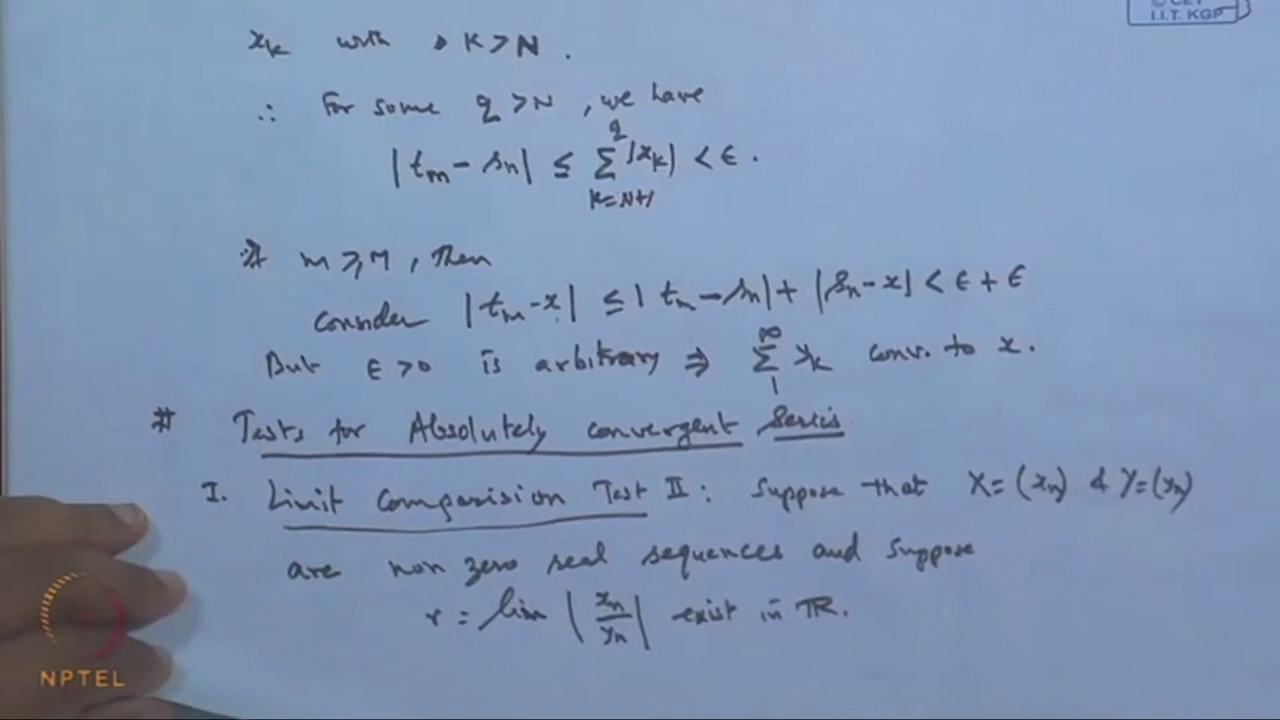 © CET
I.I.T. KGP
x_k with K > N .
∴ For some q > N , we have
|t_m - s_n| ≤ Σ_{k=N+1}^{q} |x_k| < ε .
If m ≥ M , Then
consider |t_m - x| ≤ |t_m - s_n| + |s_n - x| < ε + ε
But ε > 0 is arbitrary ⇒ Σ_1^∞ y_k conv. to x.
# Tests for Absolutely convergent Series
I. Limit Comparision Test II : Suppose that X = (x_n) & Y = (y_n)
are non zero real sequences and suppose
r = lim |x_n / y_n| exist in IR.
NPTEL